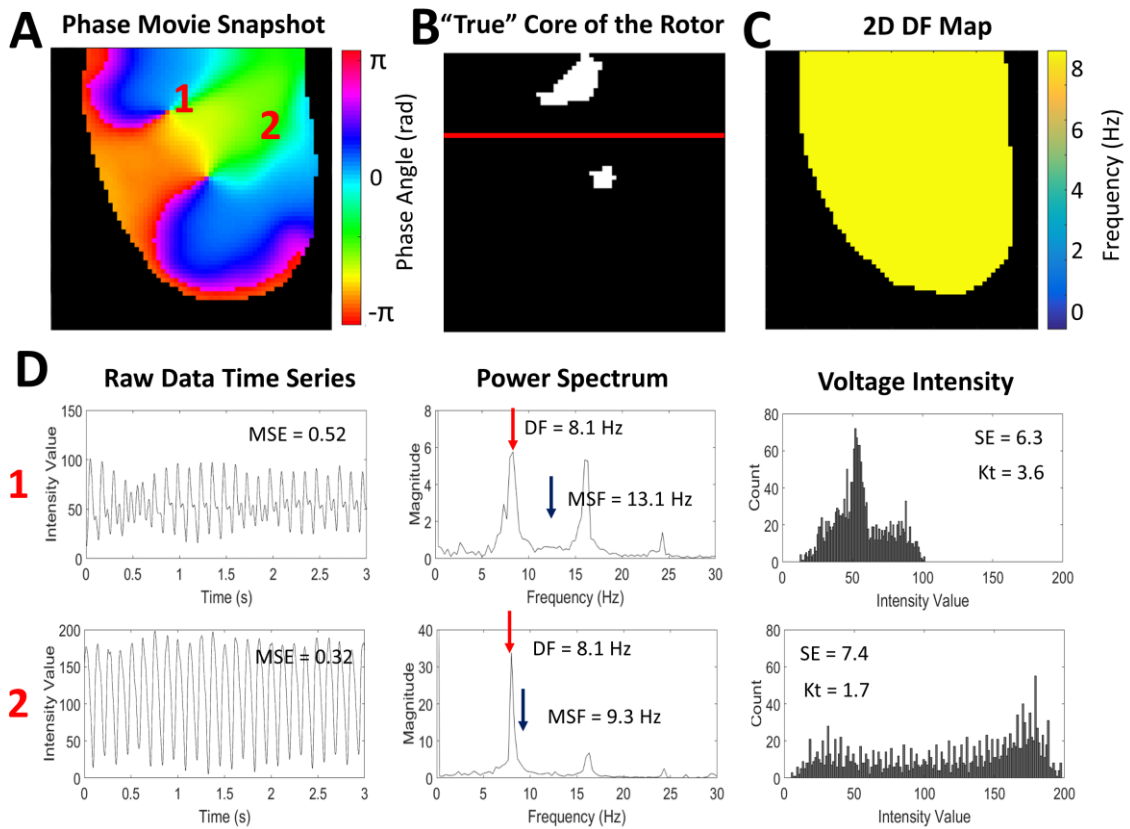 A Phase Movie Snapshot
1
2
π
0
-π
Phase Angle (rad)
B “True” Core of the Rotor
C 2D DF Map
8
6
4
2
0
Frequency (Hz)
D Raw Data Time Series
Power Spectrum
Voltage Intensity
1
150
100
50
0
Intensity Value
MSE = 0.52
0 0.5 1 1.5 2 2.5 3
Time (s)
8
6
4
2
0
Magnitude
DF = 8.1 Hz
MSF = 13.1 Hz
0 5 10 15 20 25 30
Frequency (Hz)
80
60
40
20
0
Count
SE = 6.3
Kt = 3.6
50 100 150 200
Intensity Value
2
200
150
100
50
0
Intensity Value
MSE = 0.32
0 0.5 1 1.5 2 2.5 3
Time (s)
40
30
20
10
0
Magnitude
DF = 8.1 Hz
MSF = 9.3 Hz
0 5 10 15 20 25 30
Frequency (Hz)
80
60
40
20
0
Count
SE = 7.4
Kt = 1.7
0 50 100 150 200
Intensity Value